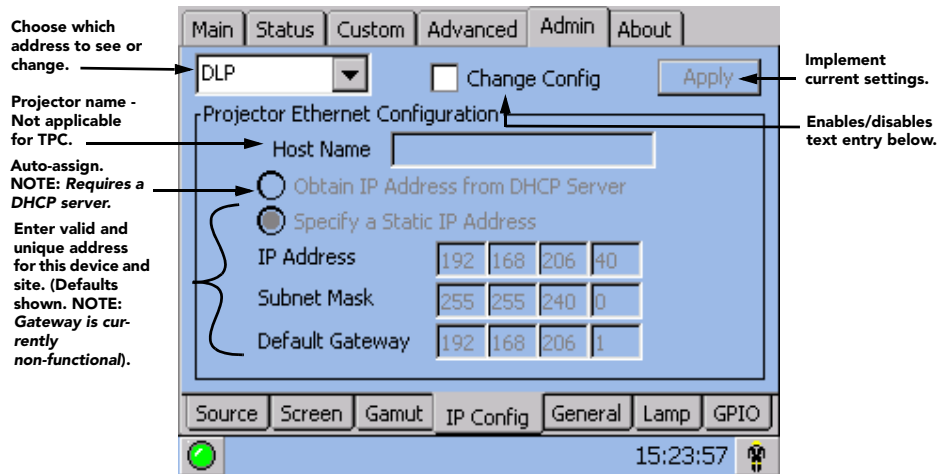 Choose which
address to see or
change.
Projector name -
Not applicable
for TPC.
Auto-assign.
NOTE: Requires a
DHCP server.
Enter valid and
unique address
for this device and
site. (Defaults
shown. NOTE:
Gateway is cur-
rently
non-functional).
Main Status Custom Advanced Admin About
DLP Change Config Apply
Projector Ethernet Configuration
Host Name
Obtain IP Address from DHCP Server
Specify a Static IP Address
IP Address 192 168 206 40
Subnet Mask 255 255 240 0
Default Gateway 192 168 206 1
Source Screen Gamut IP Config General Lamp GPIO
15:23:57
Implement
current settings.
Enables/disables
text entry below.